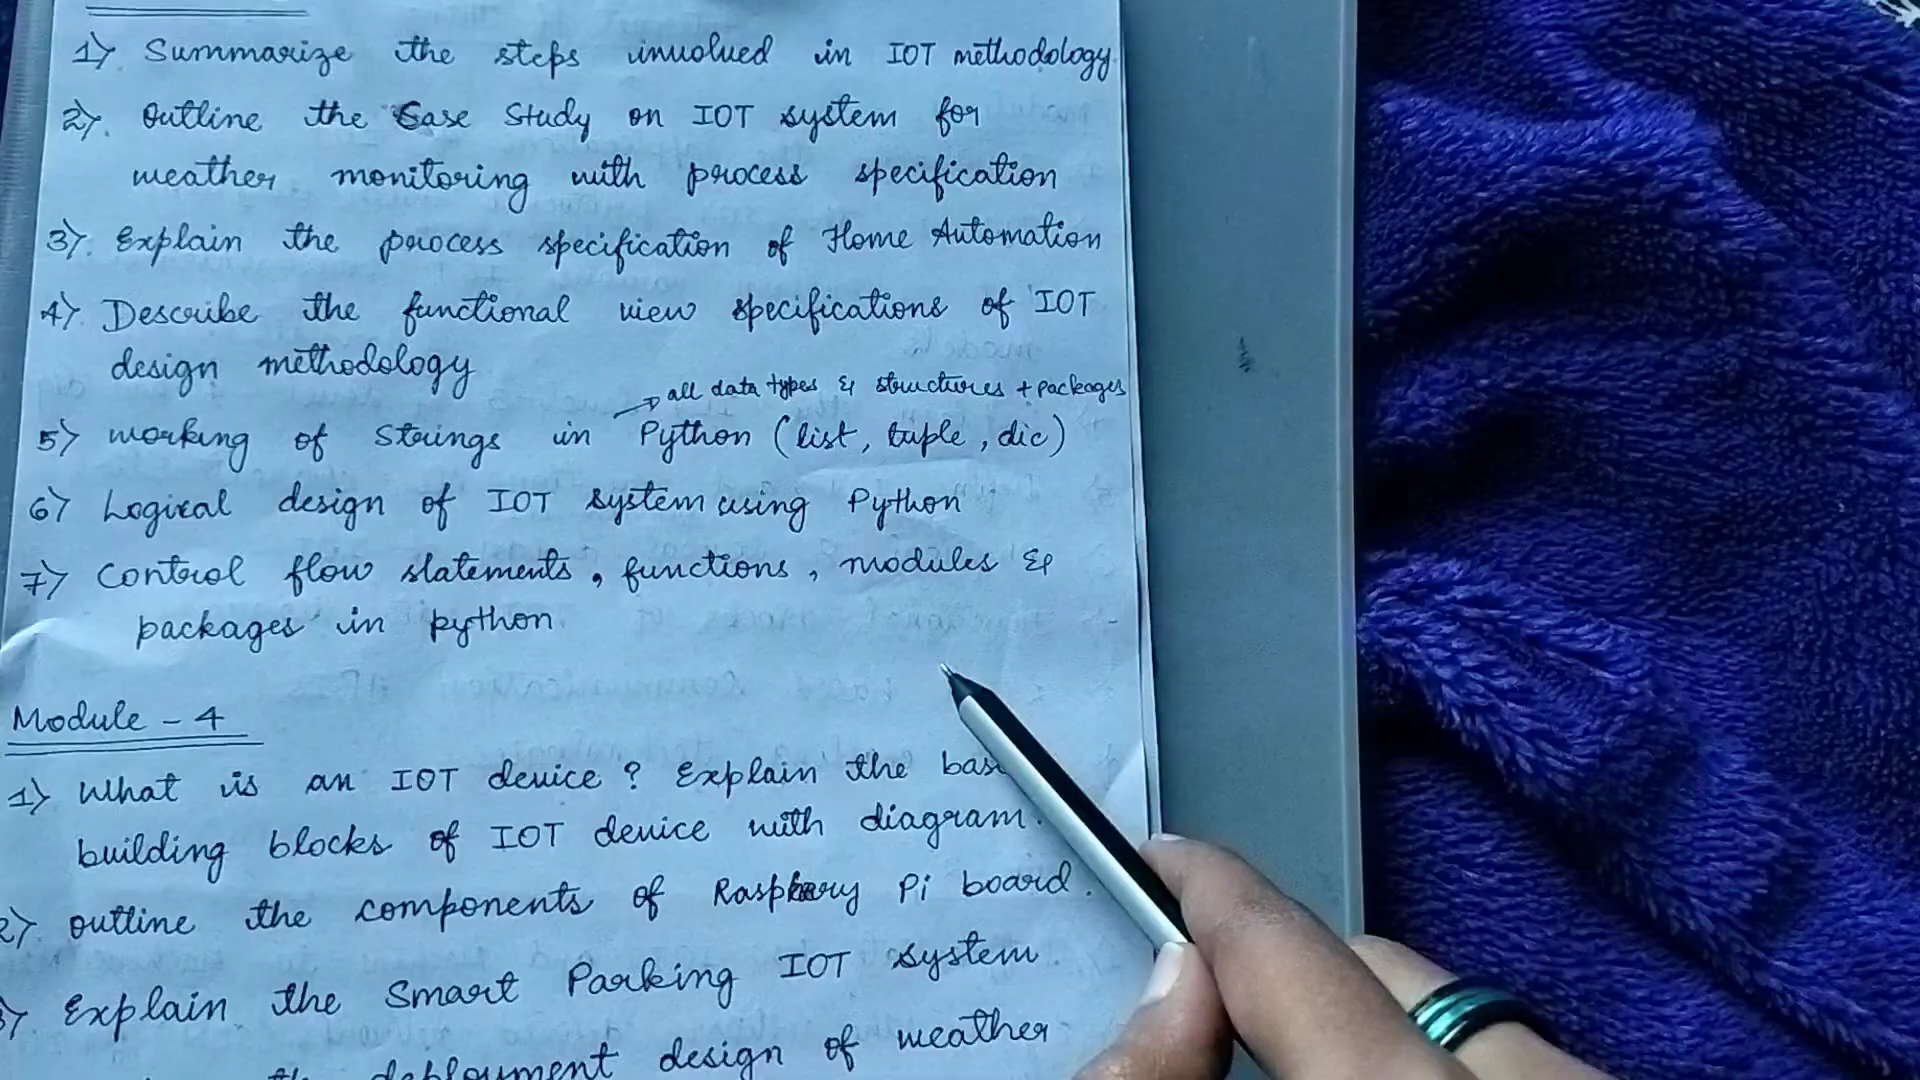 1) Summarize the steps involved in IOT methodology
2). Outline the Case Study on IOT system for
weather monitoring with process specification
3). Explain the process specification of Home Automation
4) Describe the functional view specifications of IOT
design methodology
→ all data types & structures + packages
5) working of Strings in Python (list, tuple, dic)
6) Logical design of IOT system using Python
7) Control flow statements, functions, modules &
packages in python
Module - 4
1) What is an IOT device? Explain the
building blocks of IOT device with diagram.
2). Outline the components of Raspberry Pi board.
Explain the Smart Parking IOT system
deployment design of weather